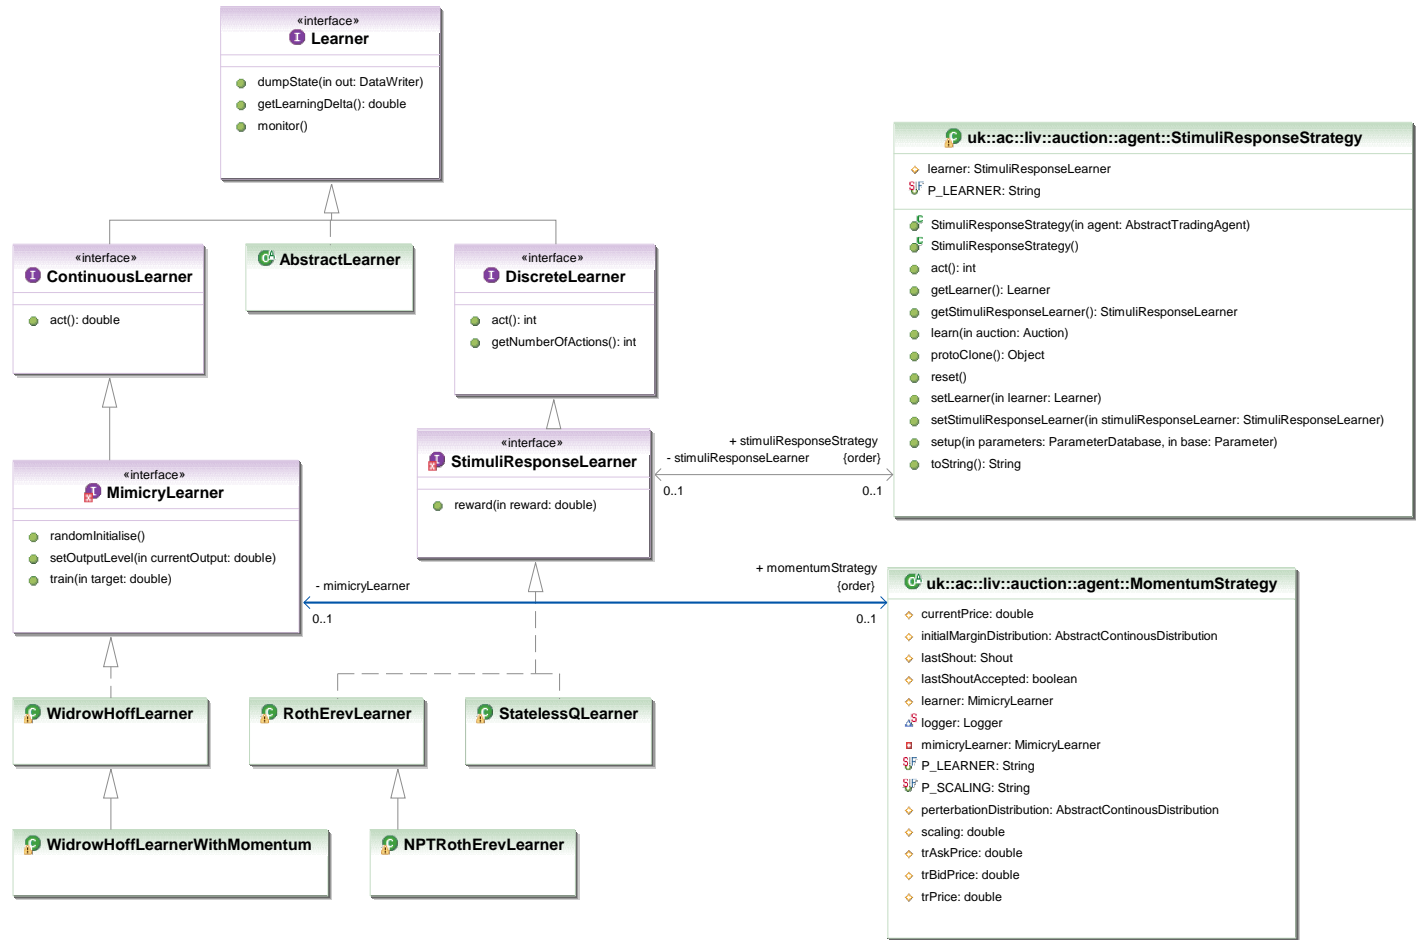 «interface»
Learner
dumpState(in out: DataWriter)
getLearningDelta(): double
monitor()
«interface»
ContinuousLearner
act(): double
AbstractLearner
«interface»
DiscreteLearner
act(): int
getNumberOfActions(): int
uk::ac::liv::auction::agent::StimuliResponseStrategy
learner: StimuliResponseLearner
P_LEARNER: String
StimuliResponseStrategy(in agent: AbstractTradingAgent)
StimuliResponseStrategy()
act(): int
getLearner(): Learner
getStimuliResponseLearner(): StimuliResponseLearner
learn(in auction: Auction)
protoClone(): Object
reset()
setLearner(in learner: Learner)
setStimuliResponseLearner(in stimuliResponseLearner: StimuliResponseLearner)
setup(in parameters: ParameterDatabase, in base: Parameter)
toString(): String
«interface»
StimuliResponseLearner
reward(in reward: double)
+ stimuliResponseStrategy
- stimuliResponseLearner {order}
0..1 0..1
«interface»
MimicryLearner
randomInitialise()
setOutputLevel(in currentOutput: double)
train(in target: double)
+ momentumStrategy
- mimicryLearner {order}
0..1 0..1
uk::ac::liv::auction::agent::MomentumStrategy
currentPrice: double
initialMarginDistribution: AbstractContinousDistribution
lastShout: Shout
lastShoutAccepted: boolean
learner: MimicryLearner
logger: Logger
mimicryLearner: MimicryLearner
P_LEARNER: String
P_SCALING: String
perterbationDistribution: AbstractContinousDistribution
scaling: double
trAskPrice: double
trBidPrice: double
trPrice: double
WidrowHoffLearner
RothErevLearner
StatelessQLearner
WidrowHoffLearnerWithMomentum
NPTRothErevLearner